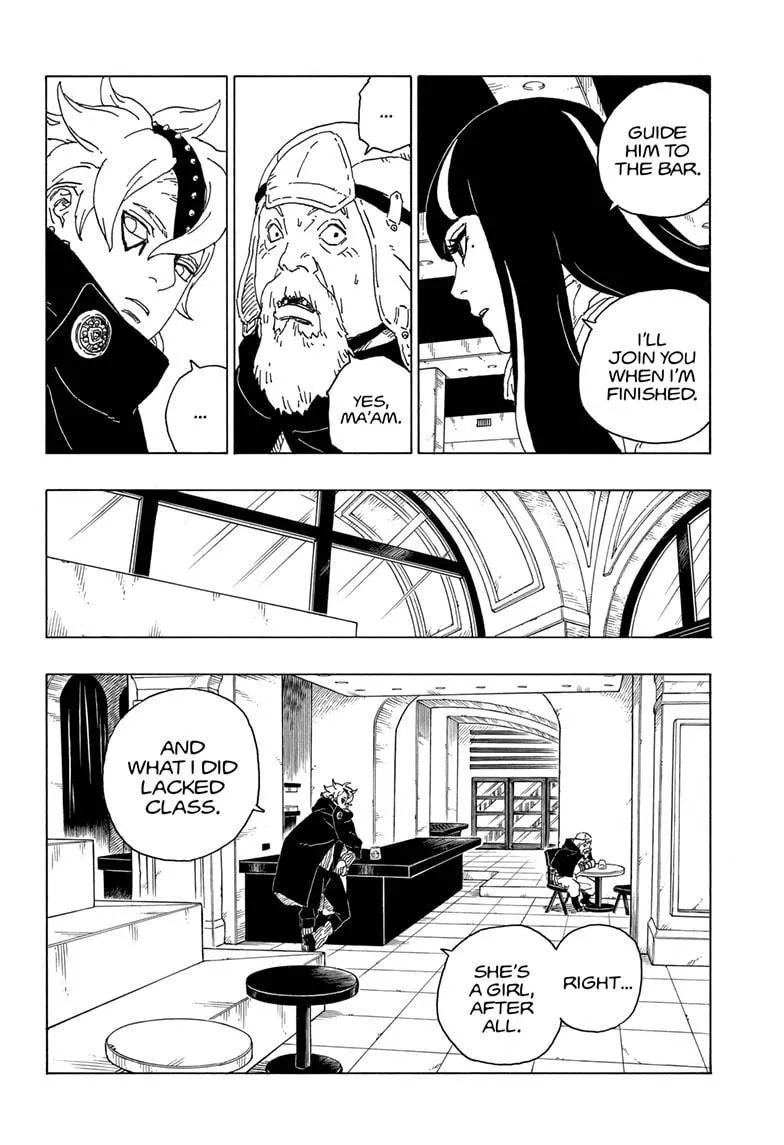 GUIDE
HIM TO
THE BAR.
I'LL
JOIN YOU
WHEN I'M
FINISHED.
...
YES,
MA'AM.
...
AND
WHAT I DID
LACKED
CLASS.
RIGHT...
SHE'S
A GIRL,
AFTER
ALL.